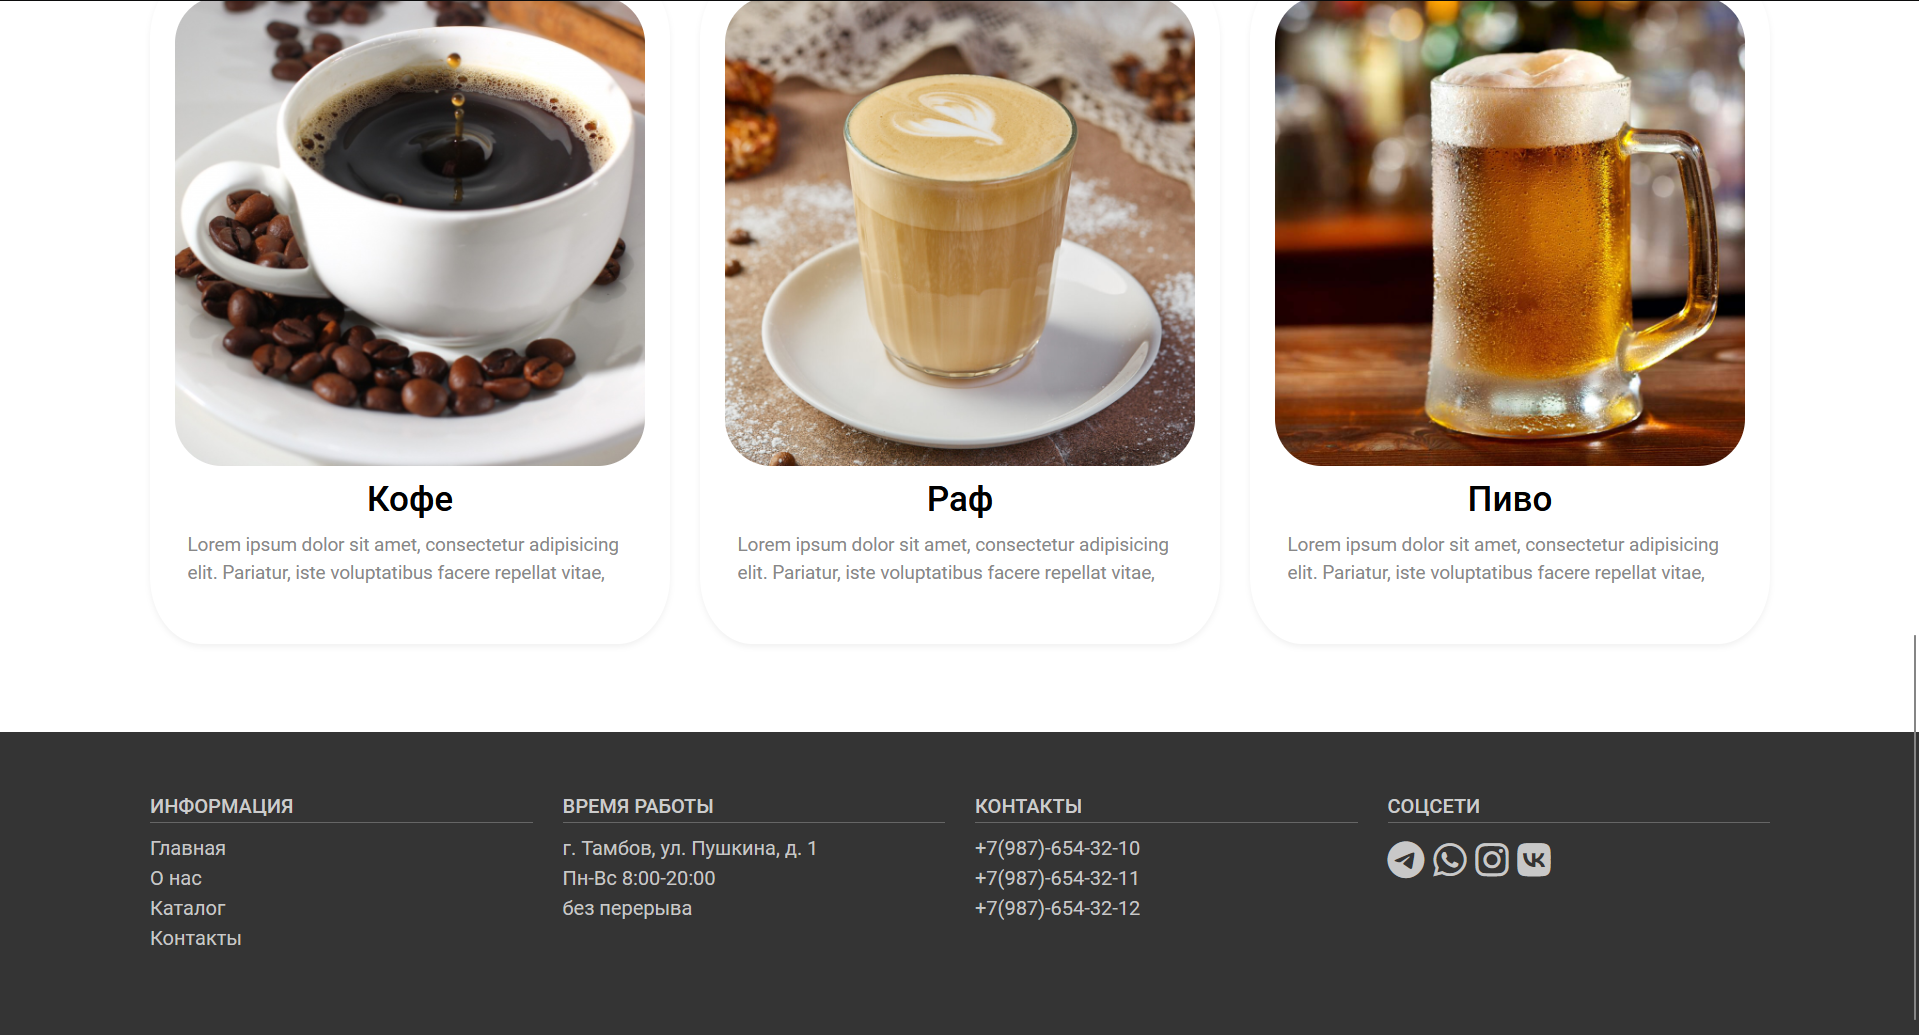 Кофе
Lorem ipsum dolor sit amet, consectetur adipisicing
elit. Pariatur, iste voluptatibus facere repellat vitae,
Раф
Lorem ipsum dolor sit amet, consectetur adipisicing
elit. Pariatur, iste voluptatibus facere repellat vitae,
Пиво
Lorem ipsum dolor sit amet, consectetur adipisicing
elit. Pariatur, iste voluptatibus facere repellat vitae,
ИНФОРМАЦИЯ
Главная
О нас
Каталог
Контакты
ВРЕМЯ РАБОТЫ
г. Тамбов, ул. Пушкина, д. 1
Пн-Вс 8:00-20:00
без перерыва
КОНТАКТЫ
+7(987)-654-32-10
+7(987)-654-32-11
+7(987)-654-32-12
СОЦСЕТИ